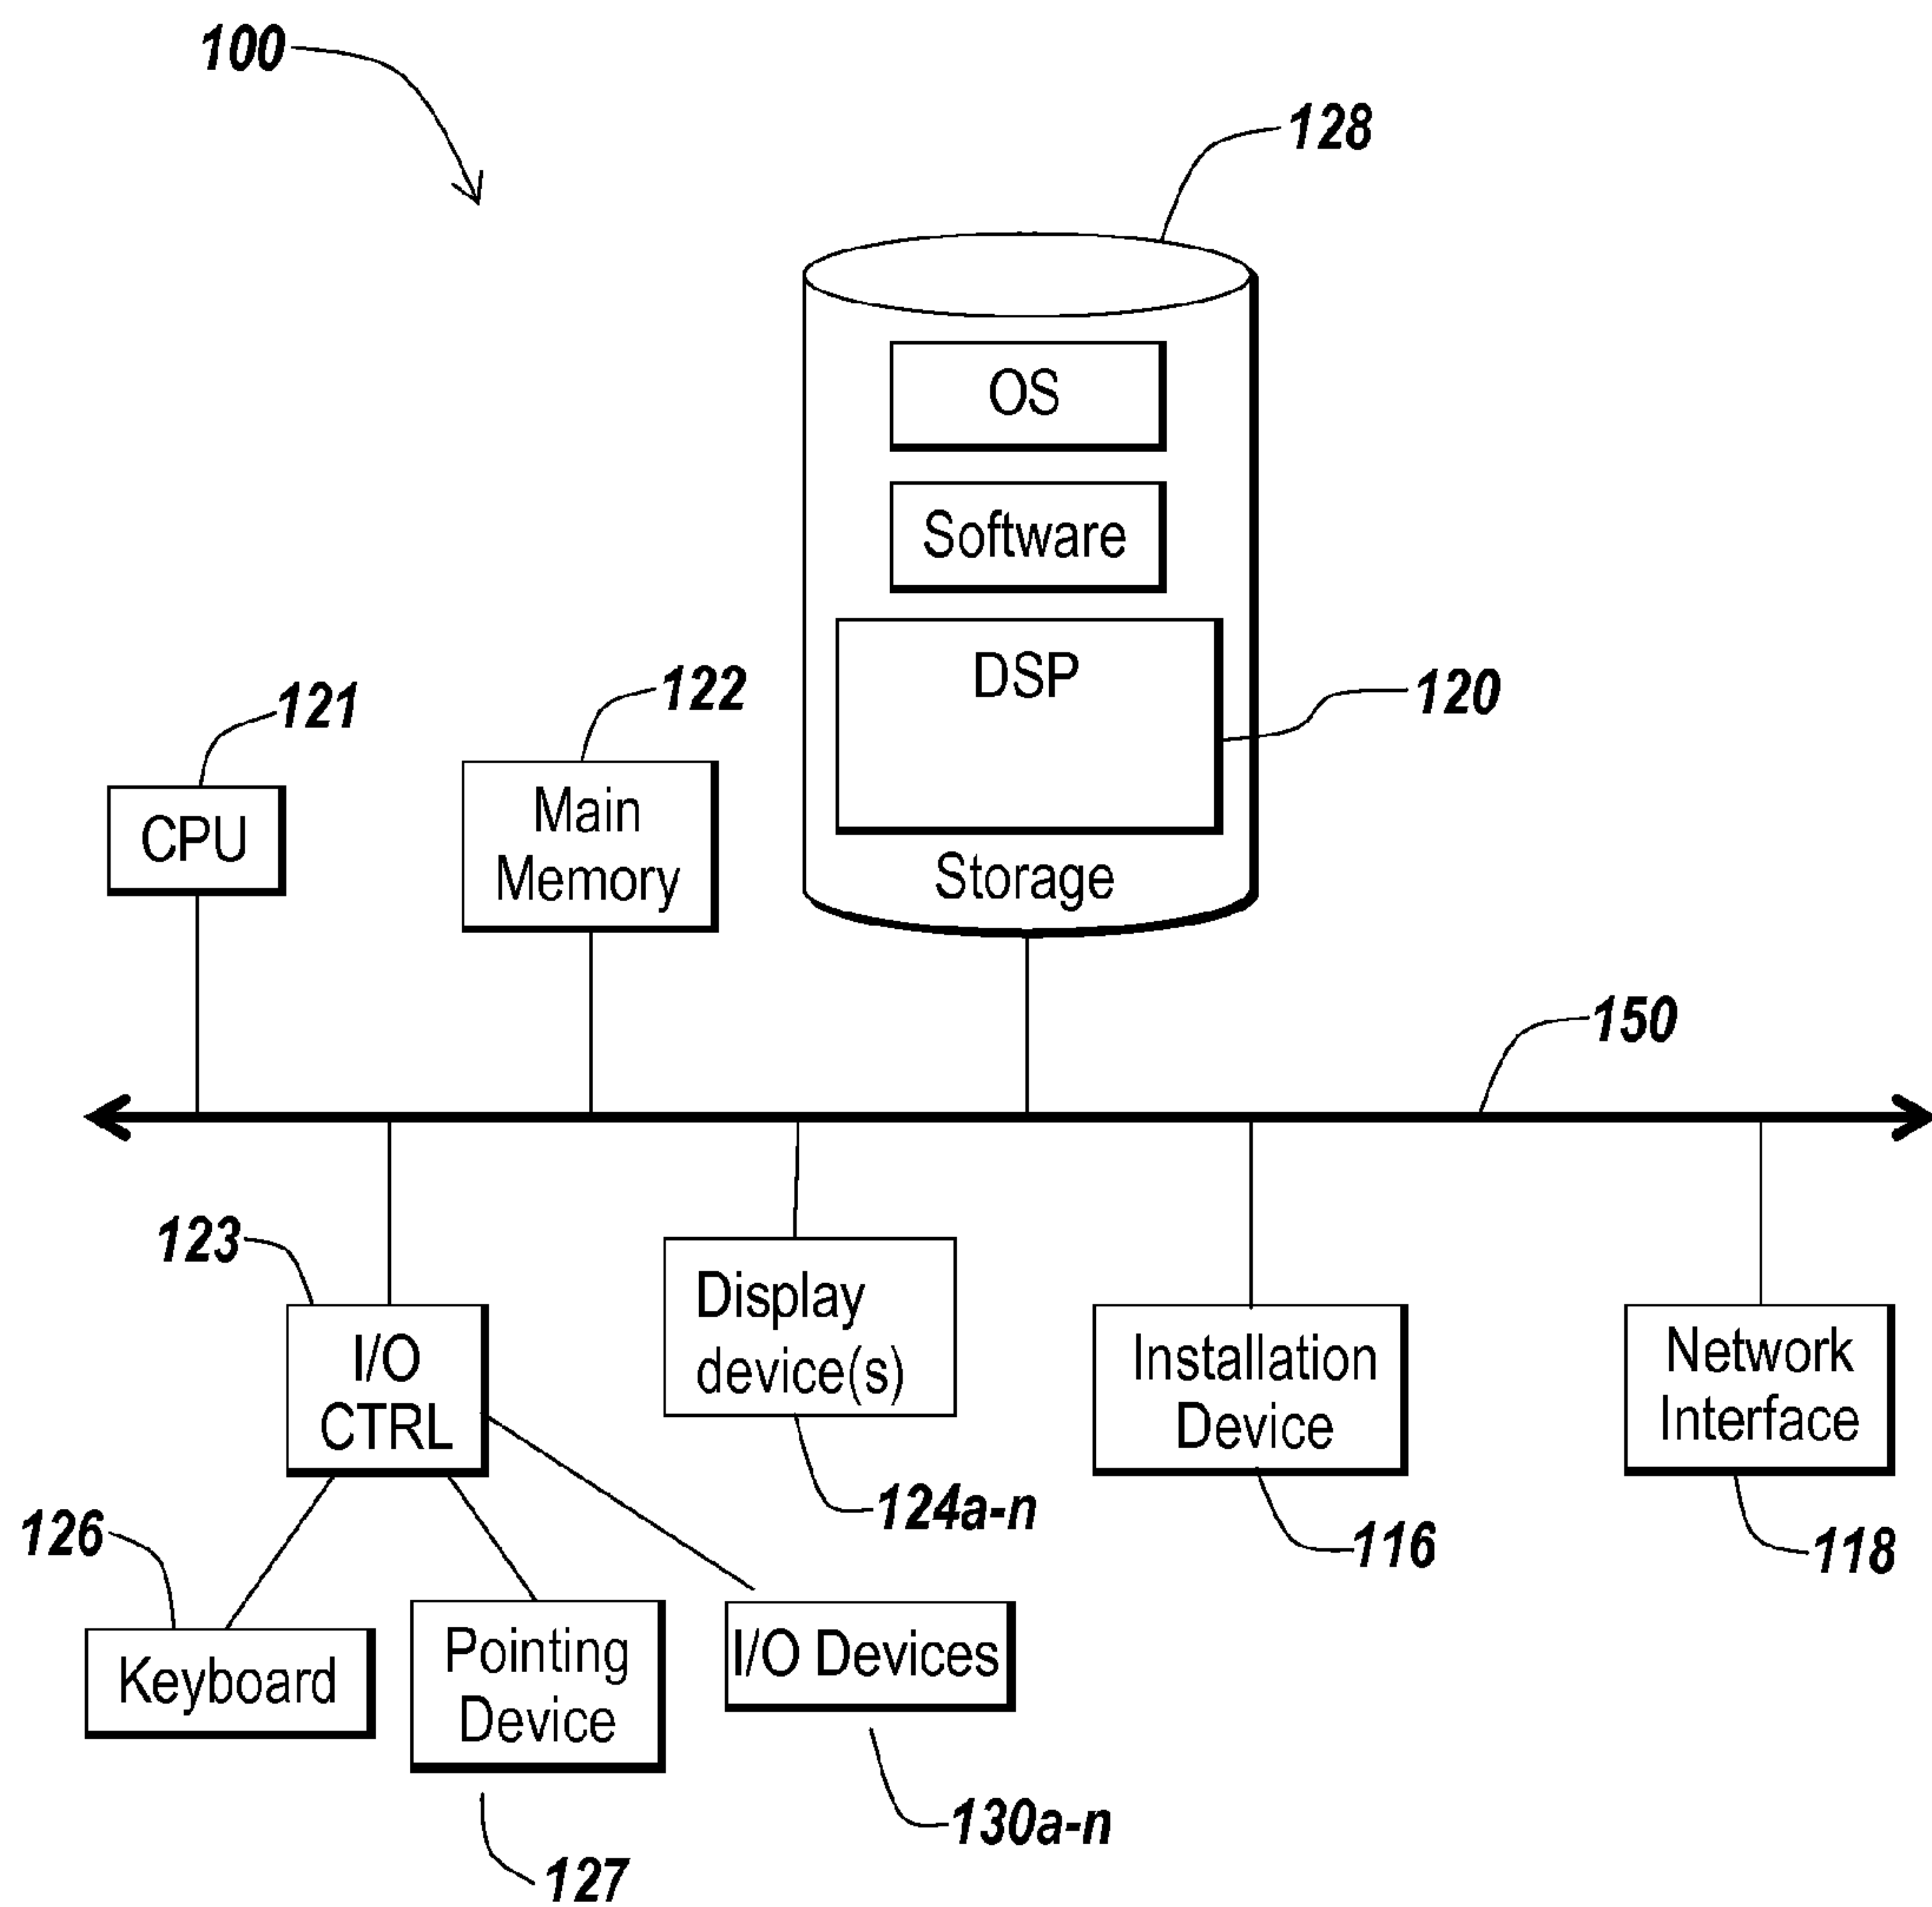 100
128
OS
Software
DSP
120
Storage
121
CPU
122
Main
Memory
150
123
I/O
CTRL
Display
device(s)
124a-n
Installation
Device
116
Network
Interface
118
126
Keyboard
Pointing
Device
127
I/O Devices
130a-n